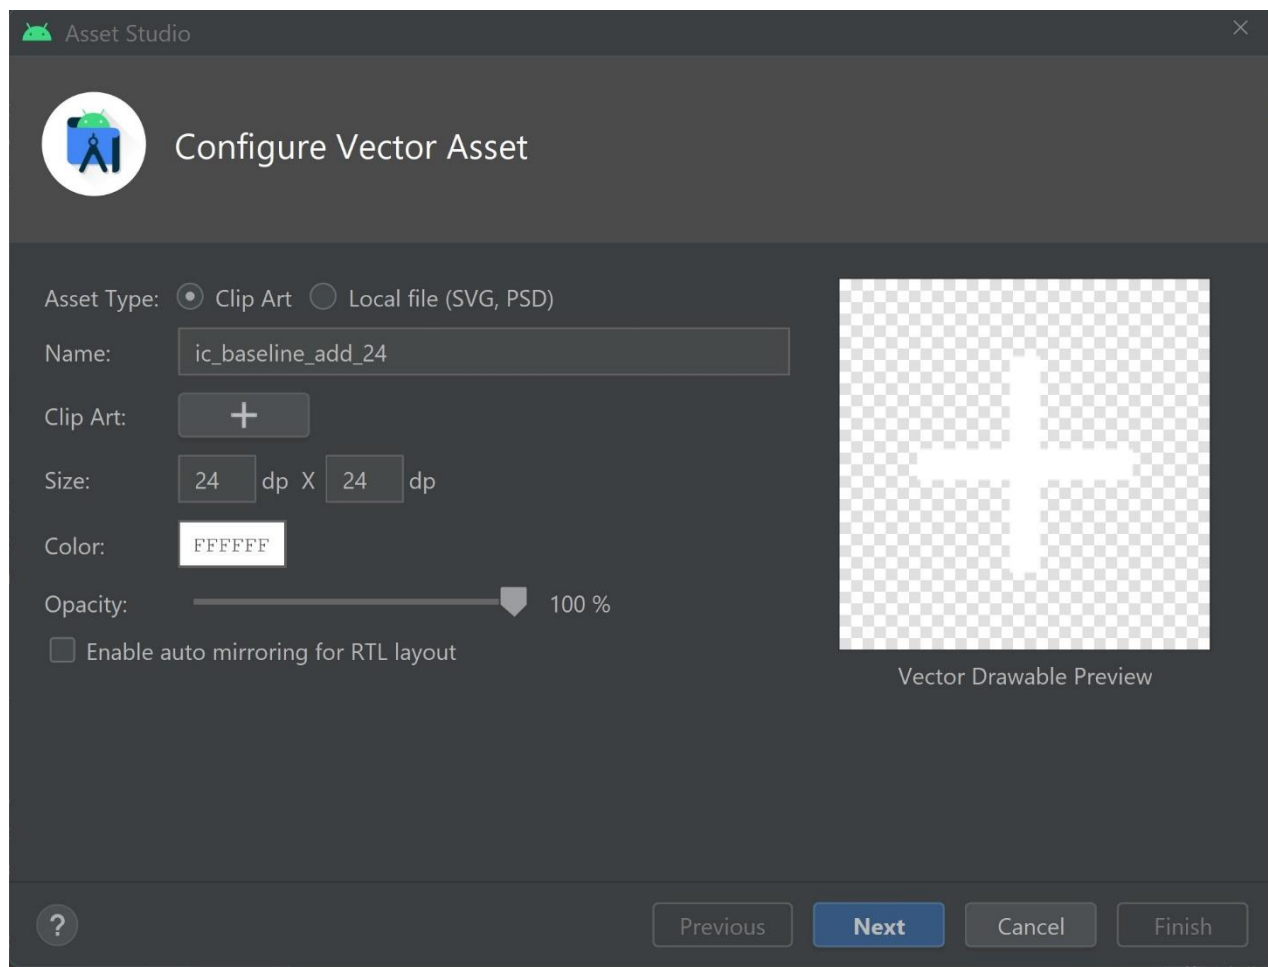 Asset Studio
Configure Vector Asset
Asset Type: Clip Art Local file (SVG, PSD)
Name: ic_baseline_add_24
Clip Art:
Size: 24 dp X 24 dp
Color: FFFFFF
Opacity: 100 %
Enable auto mirroring for RTL layout
Vector Drawable Preview
? Previous Next Cancel Finish